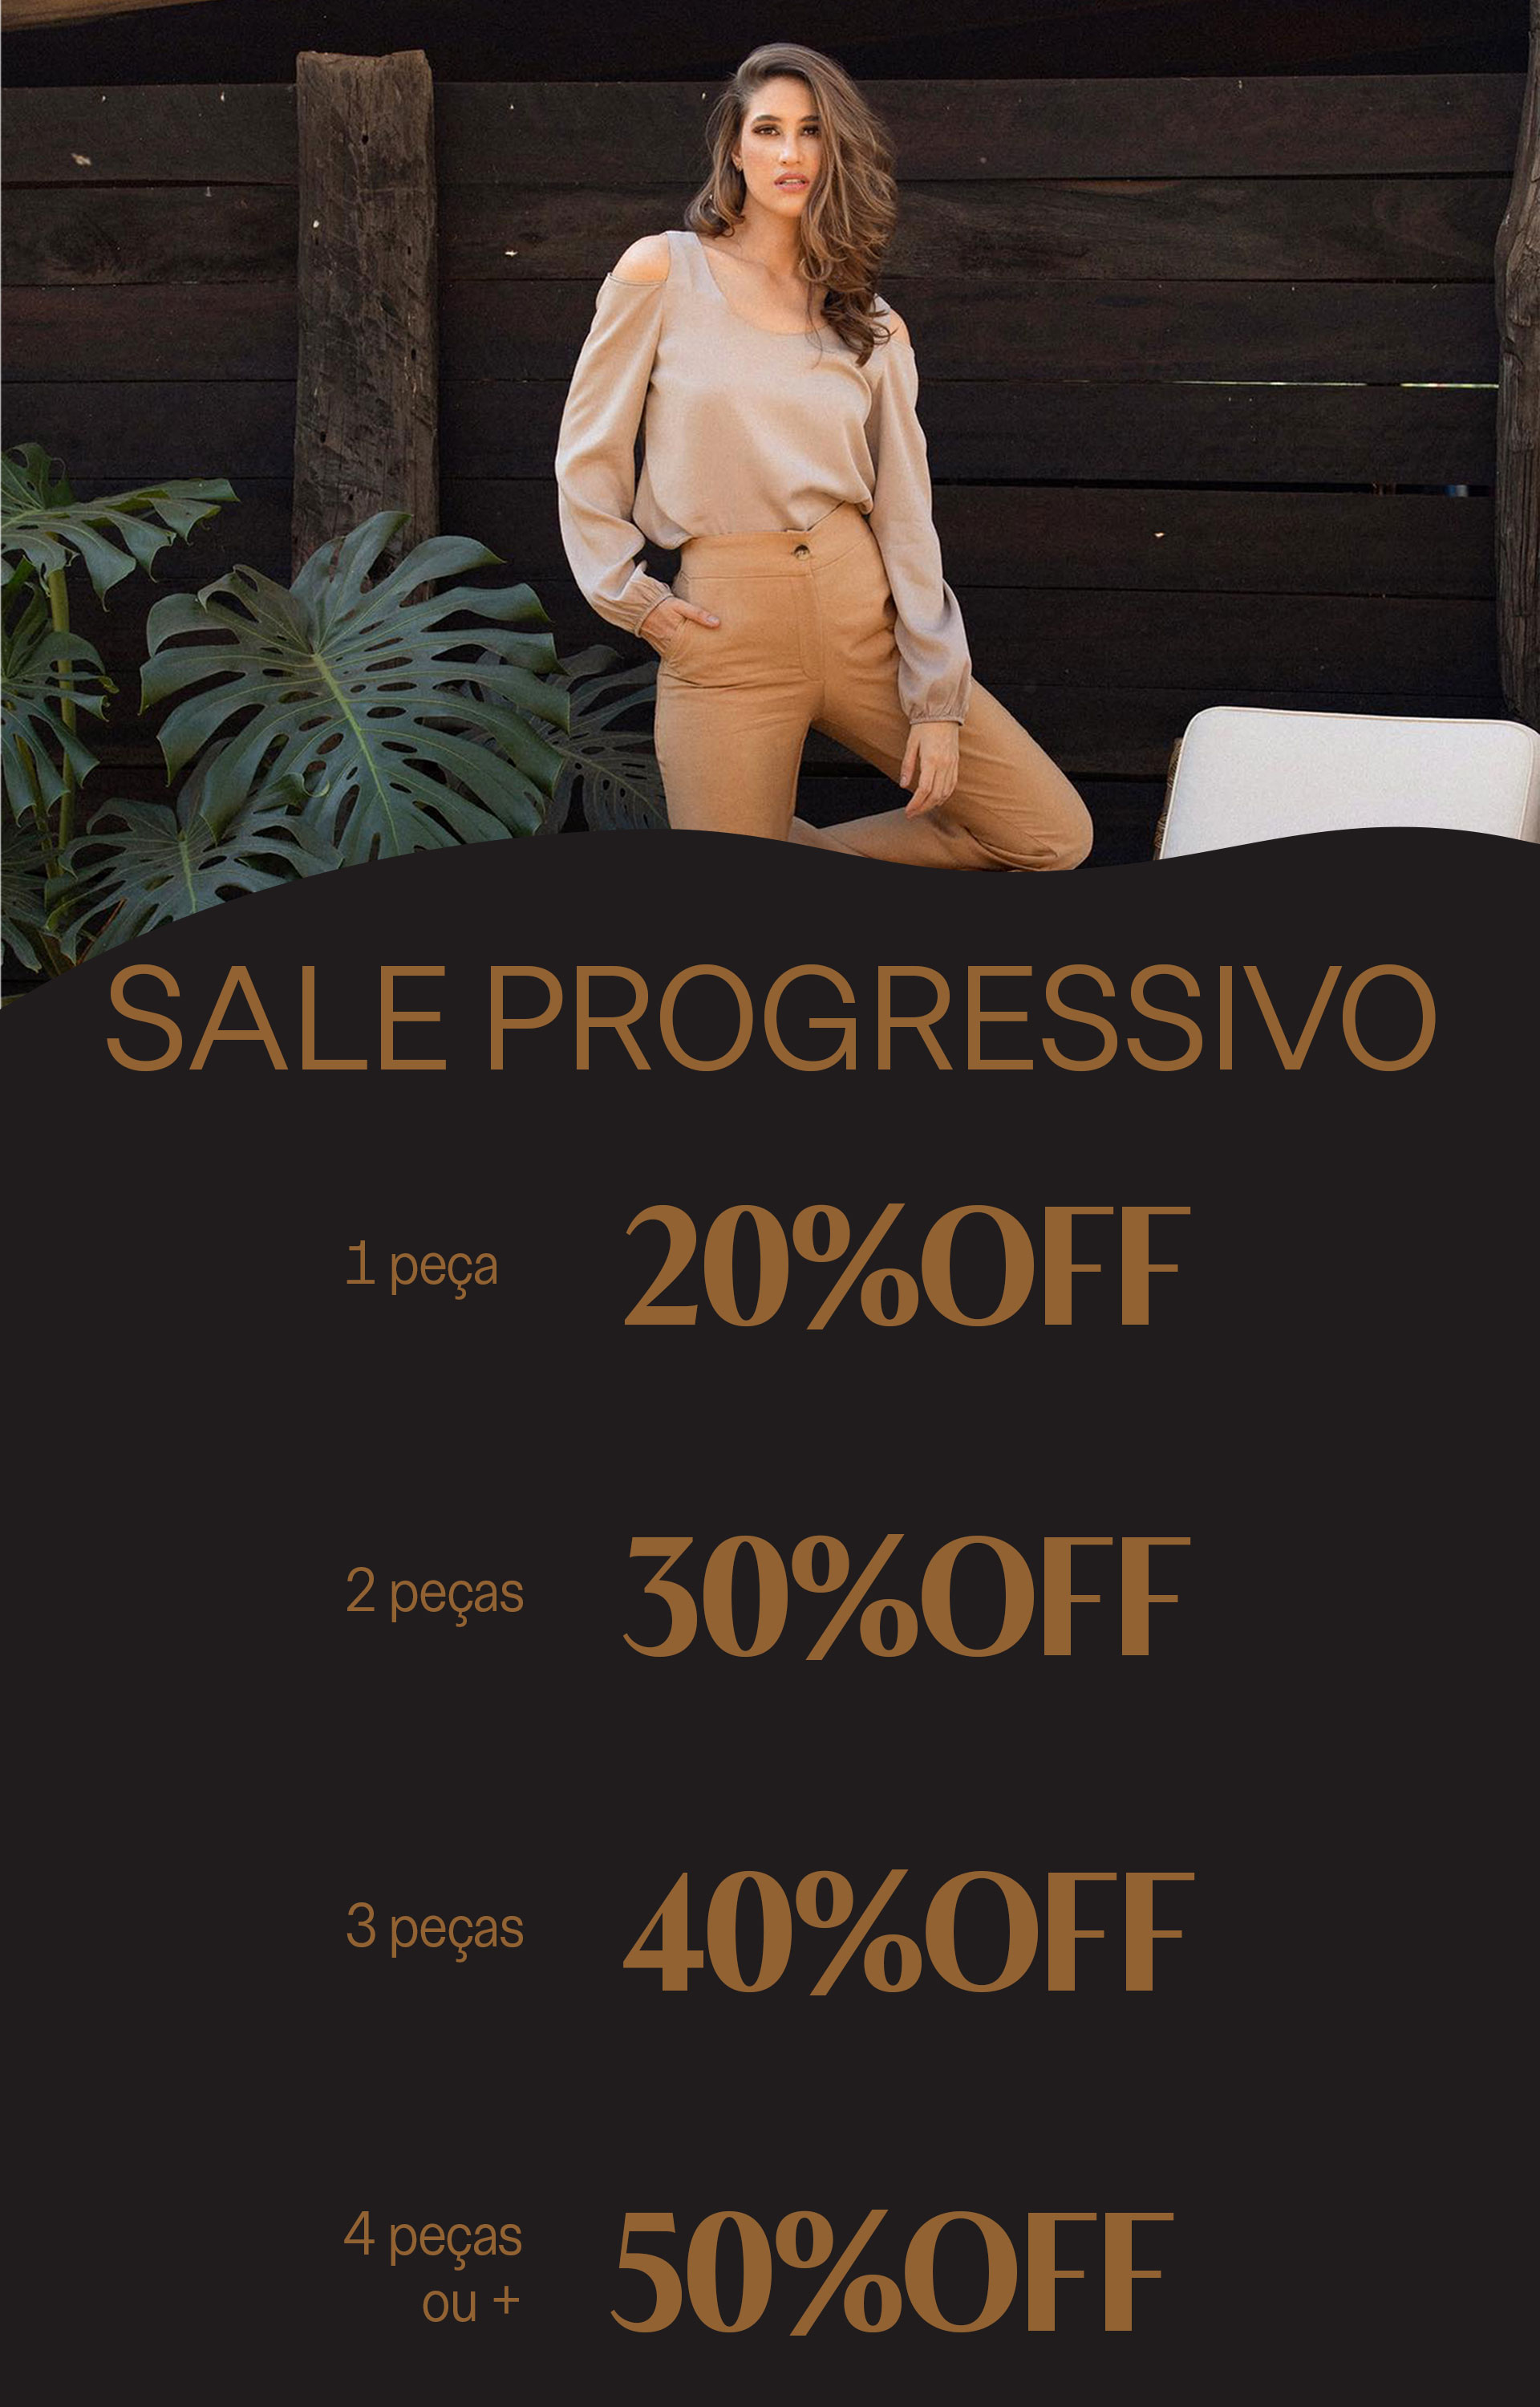 SALE PROGRESSIVO
1 peça 20%OFF
2 peças 30%OFF
3 peças 40%OFF
4 peças
ou + 50%OFF